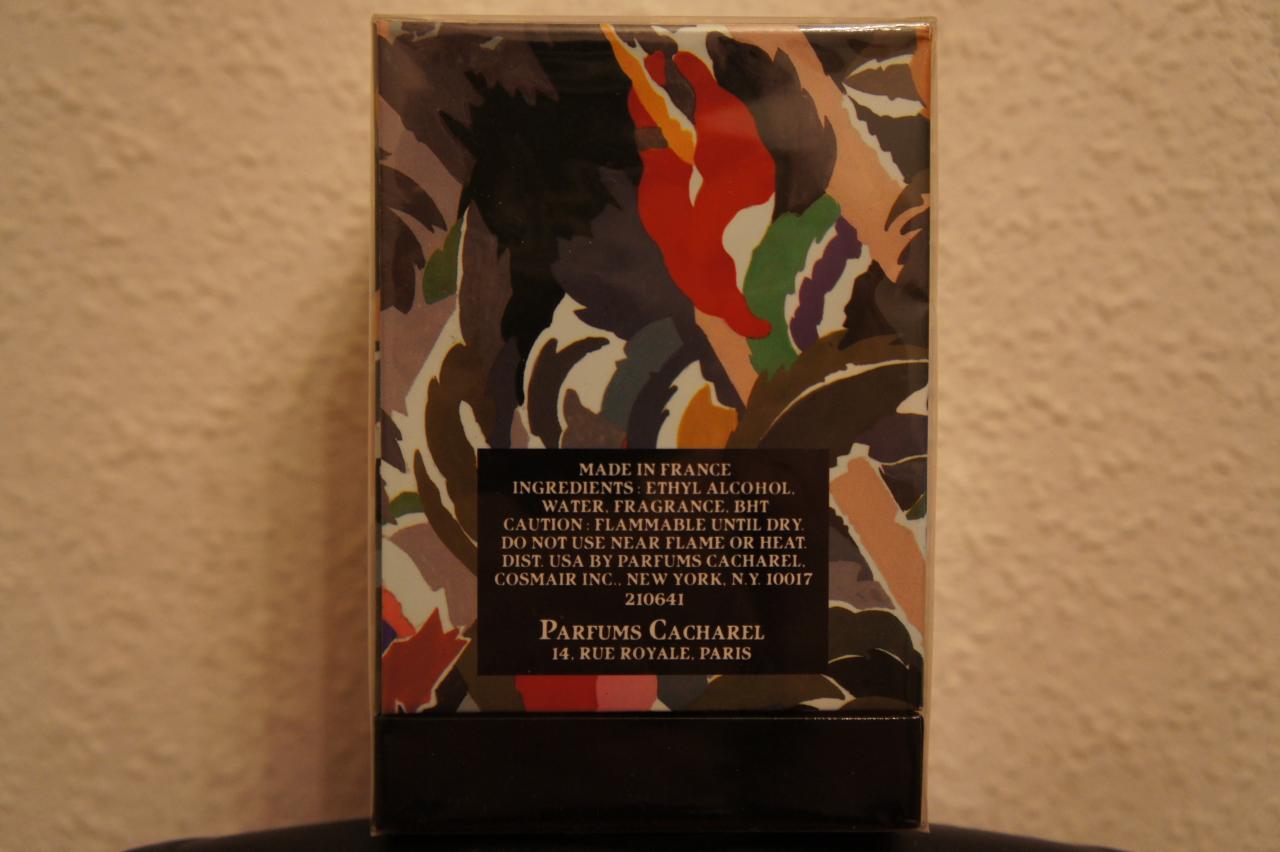 MADE IN FRANCE
INGREDIENTS : ETHYL ALCOHOL,
WATER, FRAGRANCE, BHT
CAUTION : FLAMMABLE UNTIL DRY.
DO NOT USE NEAR FLAME OR HEAT.
DIST. USA BY PARFUMS CACHAREL,
COSMAIR INC., NEW YORK, N.Y. 10017
210641
PARFUMS CACHAREL
14, RUE ROYALE, PARIS